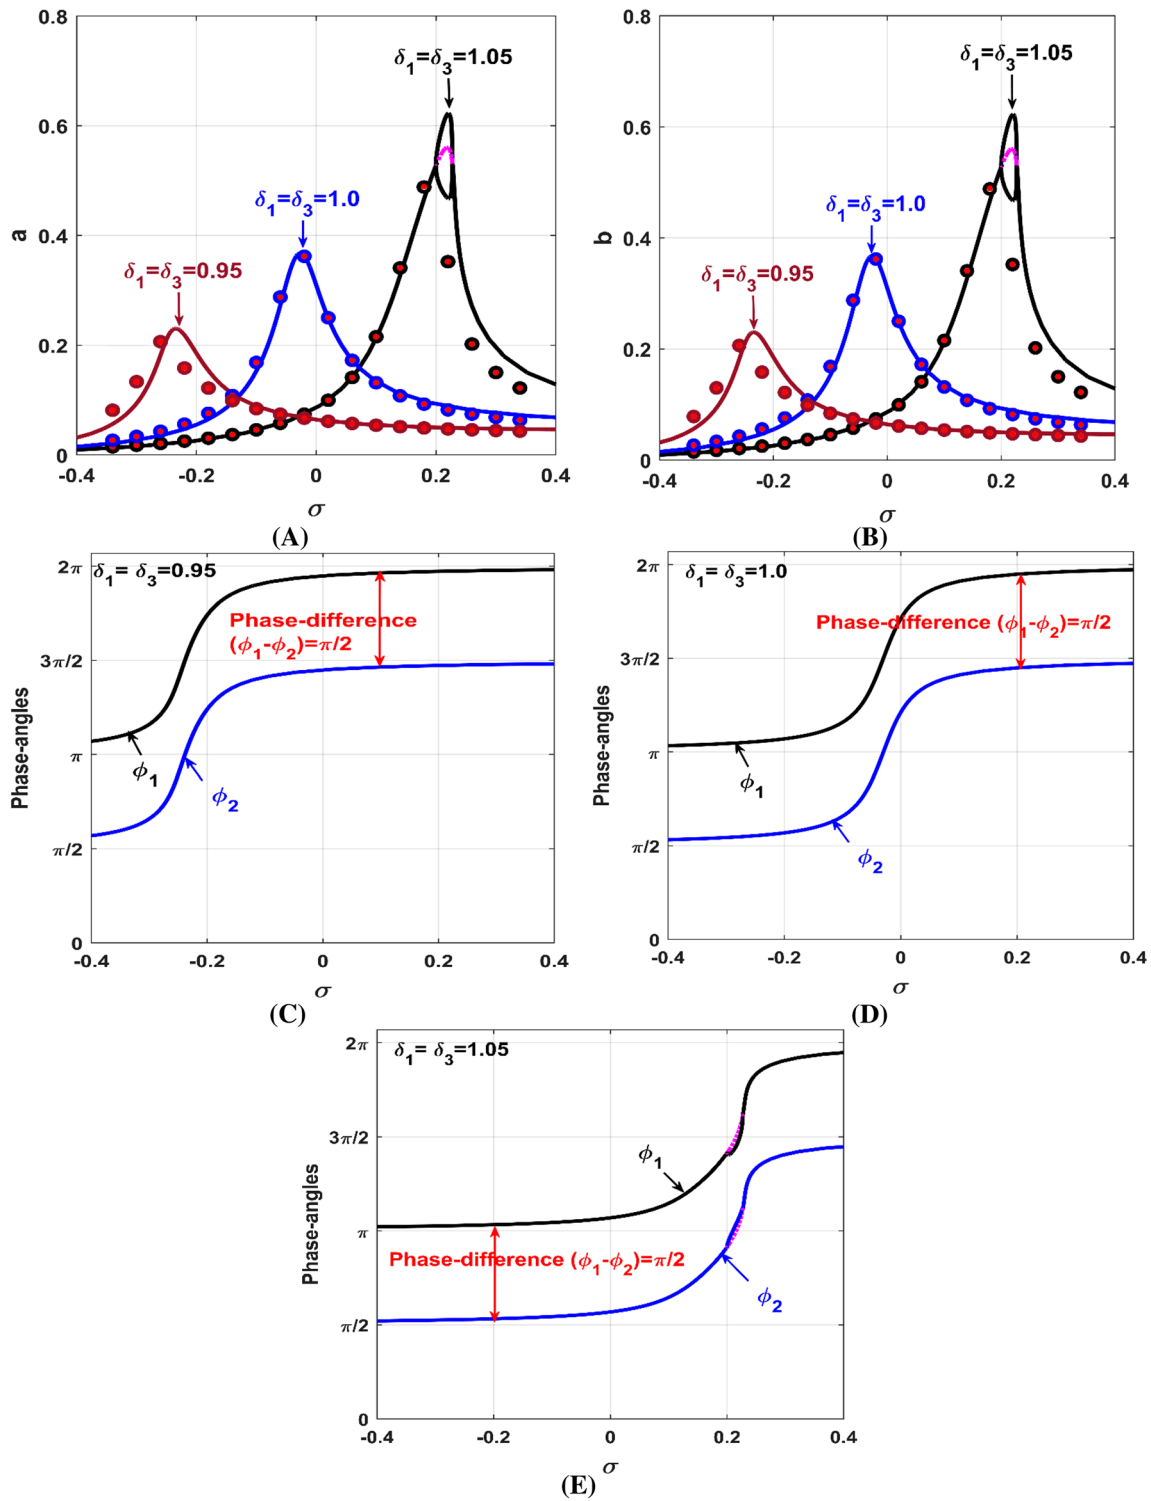 0.8
0.6
0.4
0.2
0
a
δ1=δ3=1.05
δ1=δ3=1.0
δ1=δ3=0.95
-0.4 -0.2 0 0.2 0.4
σ
(A)
0.8
0.6
0.4
0.2
0
b
δ1=δ3=1.05
δ1=δ3=1.0
δ1=δ3=0.95
-0.4 -0.2 0 0.2 0.4
σ
(B)
2π
3π/2
π
π/2
0
Phase-angles
δ1= δ3=0.95
Phase-difference
(ϕ1-ϕ2)=π/2
ϕ1
ϕ2
-0.4 -0.2 0 0.2 0.4
σ
(C)
2π
3π/2
π
π/2
0
Phase-angles
δ1= δ3=1.0
Phase-difference (ϕ1-ϕ2)=π/2
ϕ1
ϕ2
-0.4 -0.2 0 0.2 0.4
σ
(D)
2π
3π/2
π
π/2
0
Phase-angles
δ1= δ3=1.05
ϕ1
Phase-difference (ϕ1-ϕ2)=π/2
ϕ2
-0.4 -0.2 0 0.2 0.4
σ
(E)